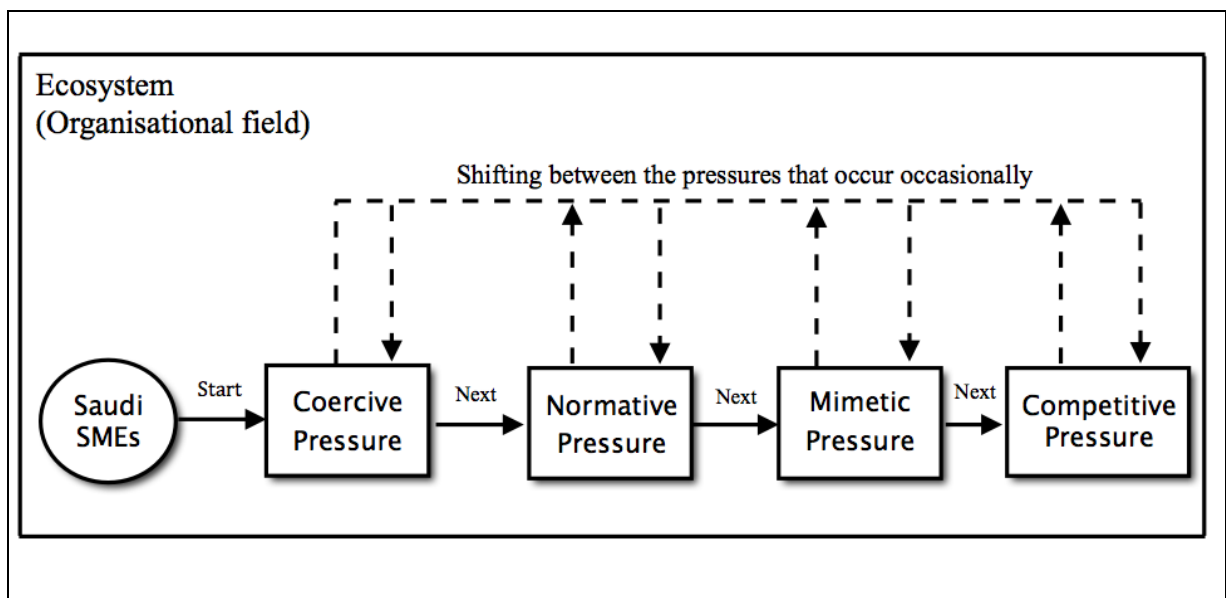 Ecosystem
(Organisational field)
Shifting between the pressures that occur occasionally
Saudi
SMEs
Start
Coercive
Pressure
Next
Normative
Pressure
Next
Mimetic
Pressure
Next
Competitive
Pressure